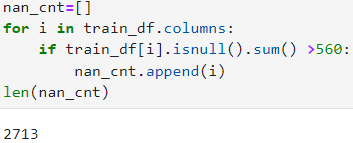 nan_cnt=[]
for i in train_df.columns:
    if train_df[i].isnull().sum() >560:
        nan_cnt.append(i)
len(nan_cnt)
2713